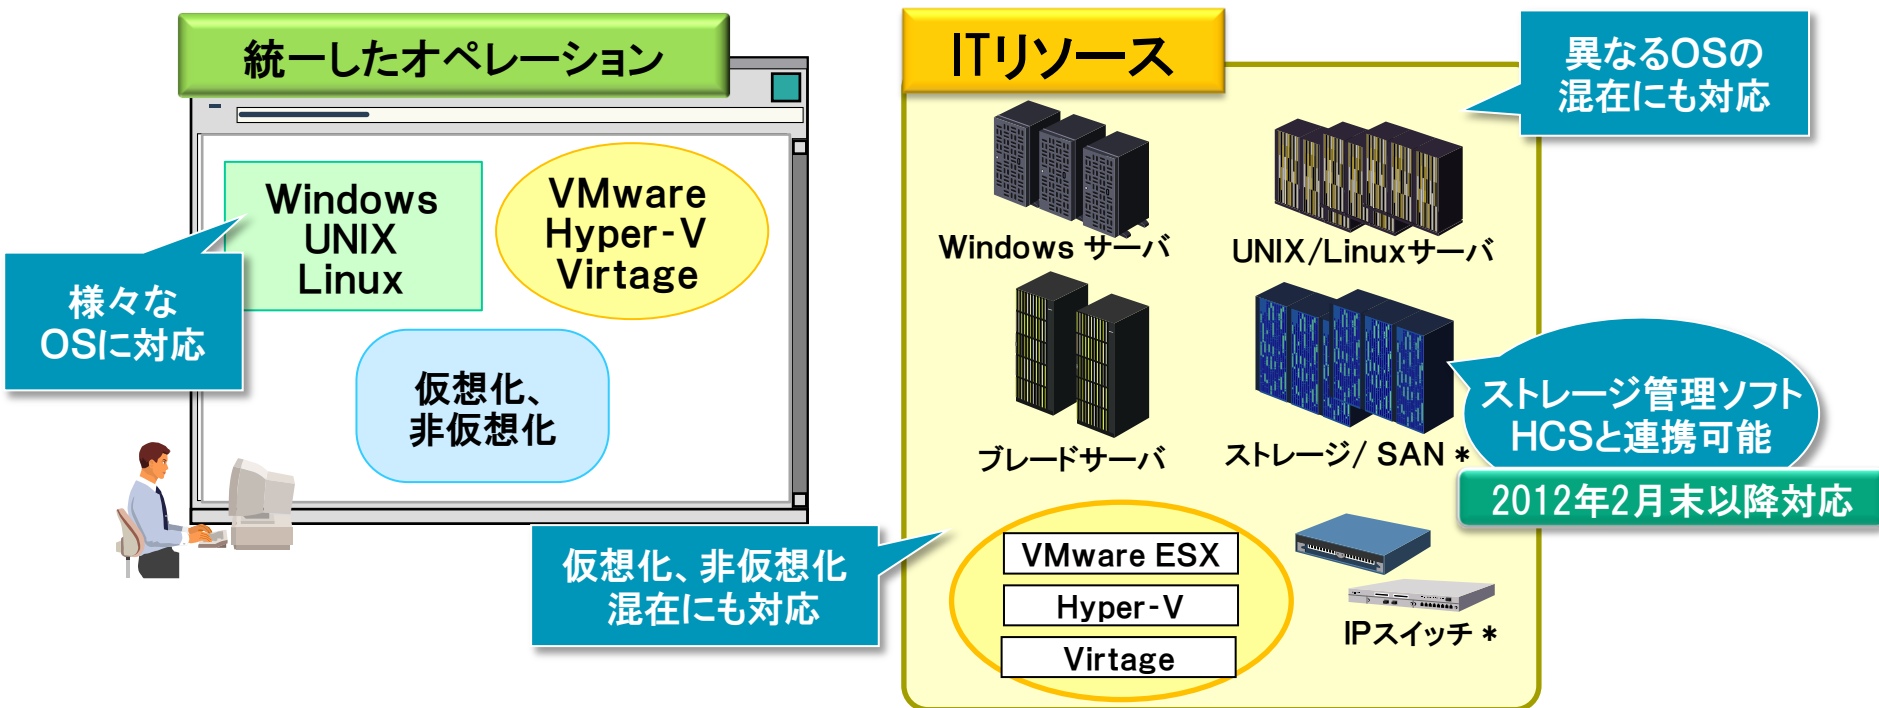 統一したオペレーション
Windows
UNIX
Linux
VMware
Hyper-V
Virtage
様々な
OSに対応
仮想化、
非仮想化
仮想化、非仮想化
混在にも対応
ITリソース
異なるOSの
混在にも対応
Windows サーバ
UNIX/Linuxサーバ
ブレードサーバ
ストレージ/ SAN *
ストレージ管理ソフト
HCSと連携可能
2012年2月末以降対応
VMware ESX
Hyper-V
Virtage
IPスイッチ *